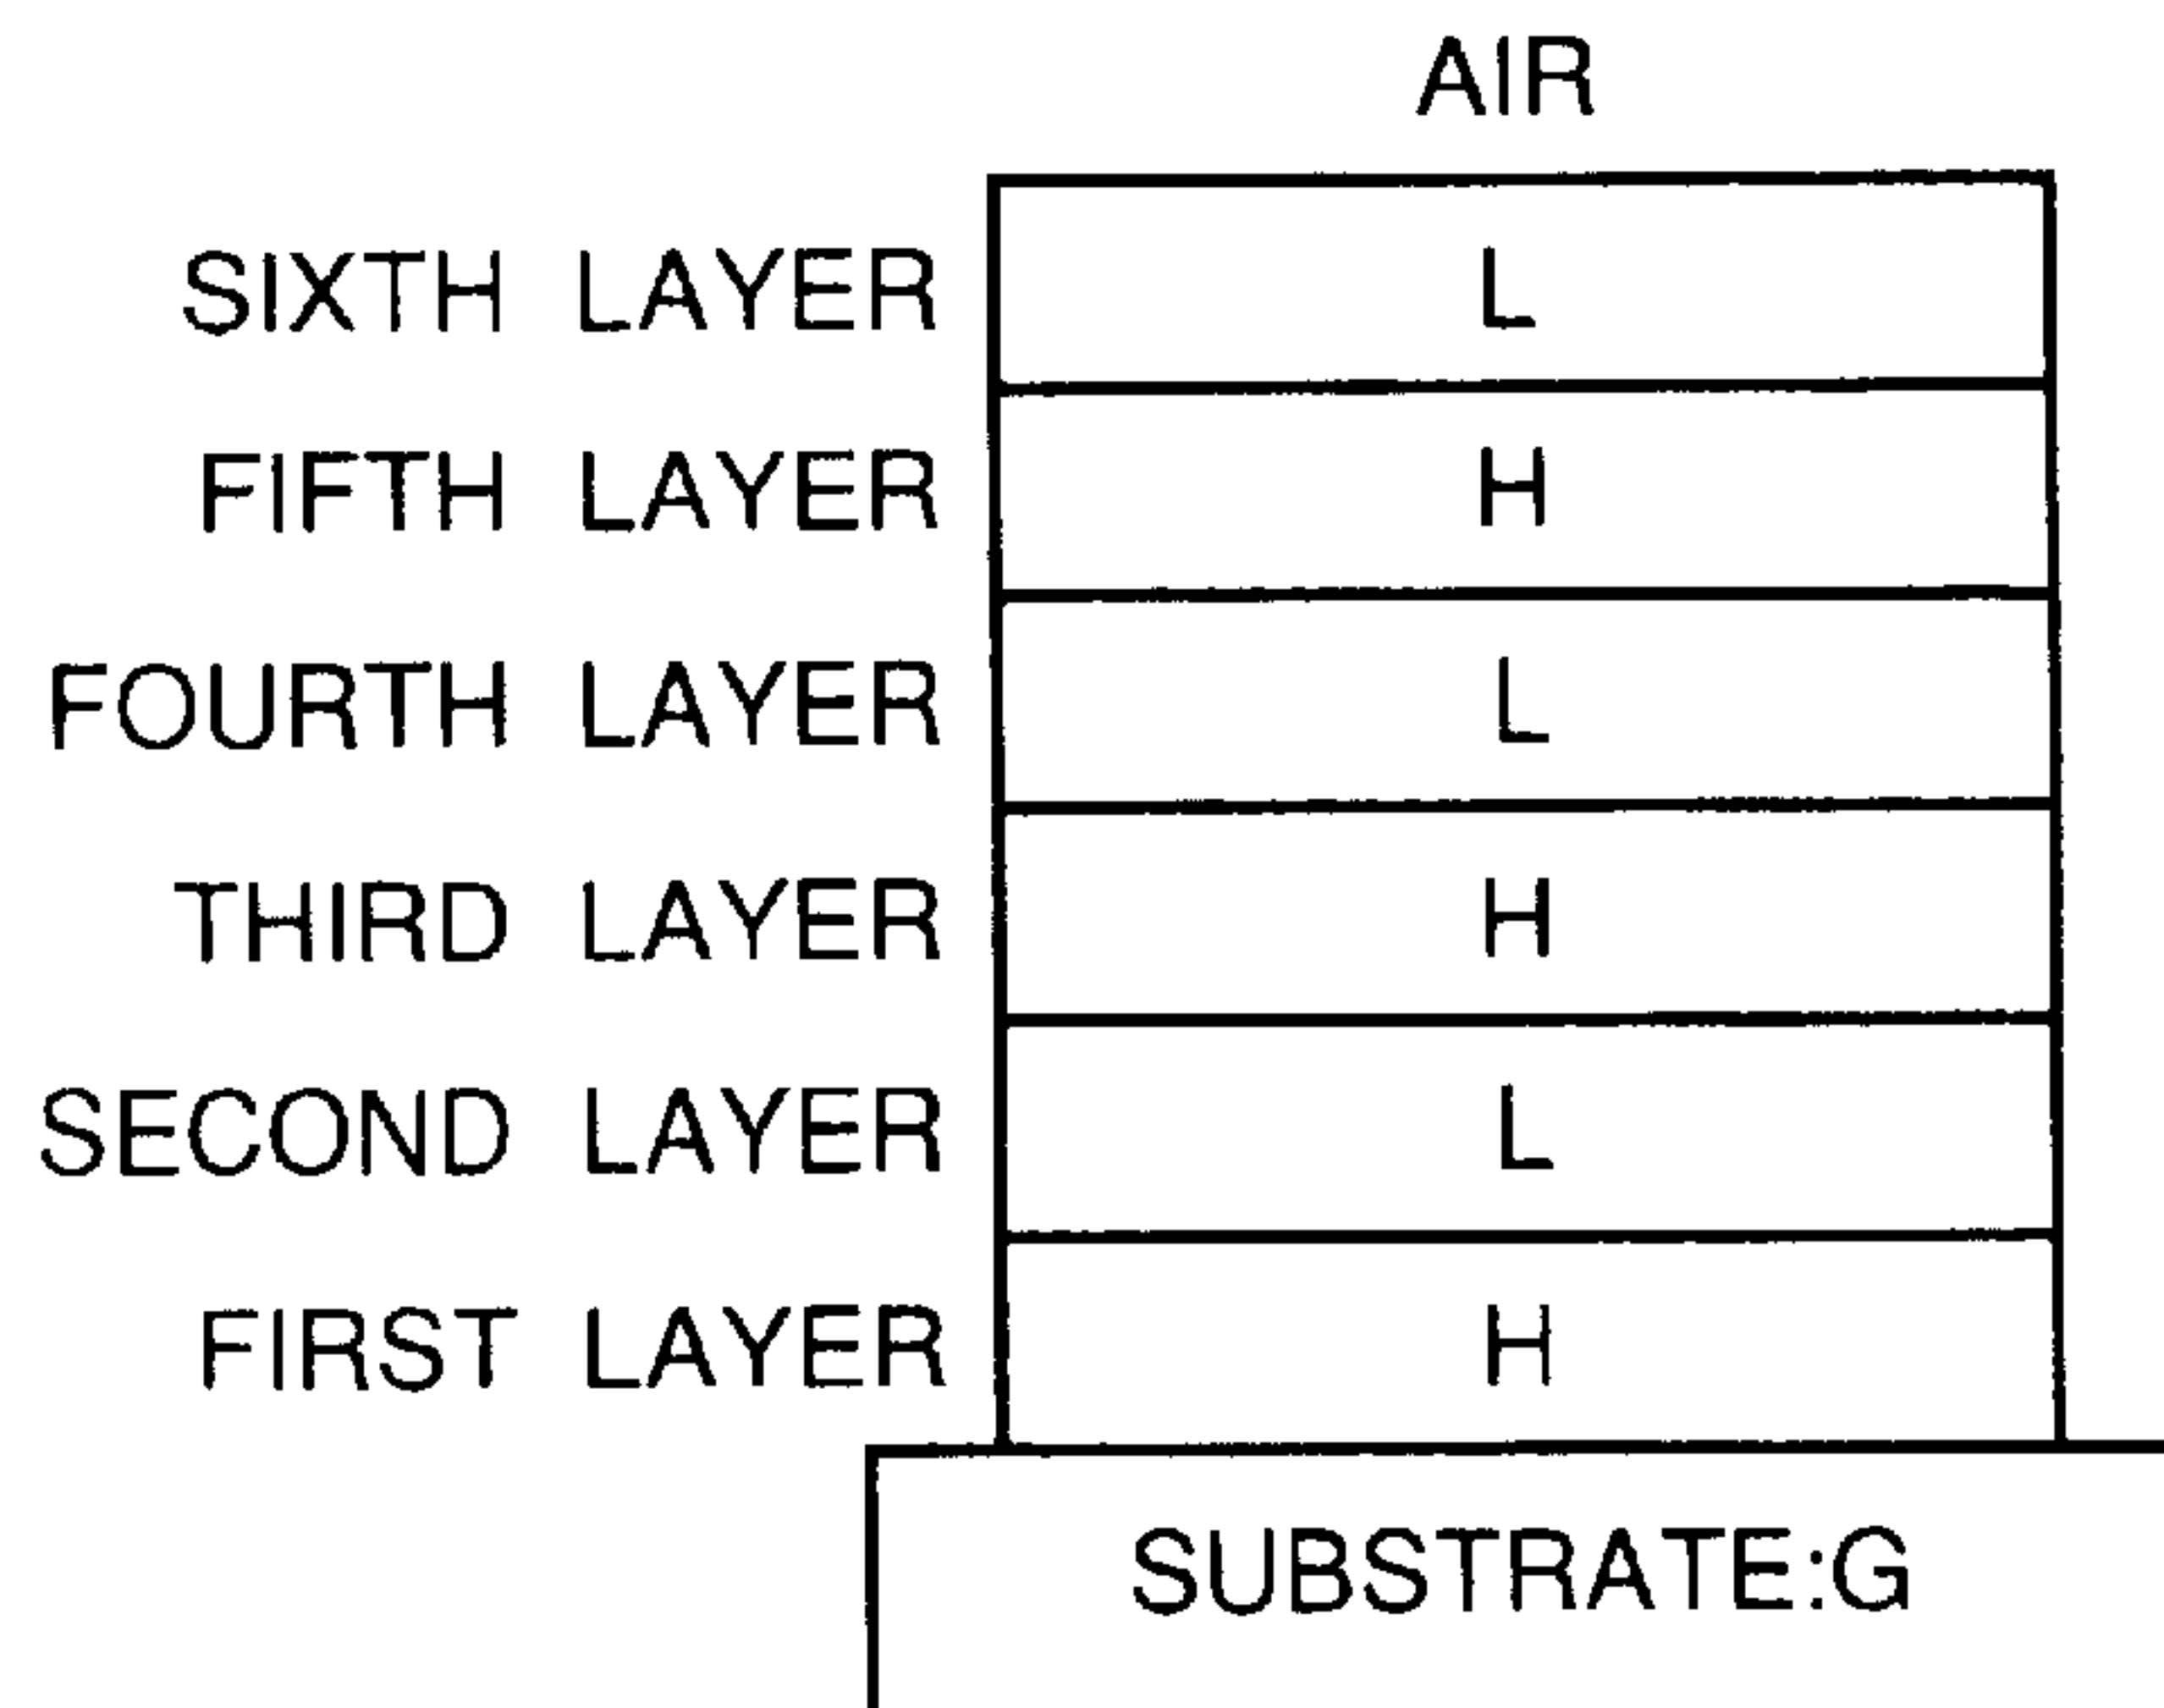 AIR
SIXTH LAYER L
FIFTH LAYER H
FOURTH LAYER L
THIRD LAYER H
SECOND LAYER L
FIRST LAYER H
SUBSTRATE:G